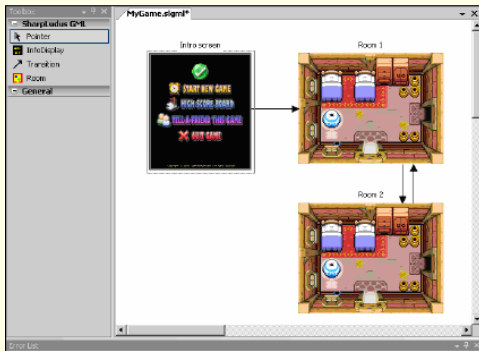 Toolbox
MyGame.slgml*
SharpLudus GML
Pointer
InfoDisplay
Transition
Room
General
Intro screen
START NEW GAME
HIGH-SCORE BOARD
TELL-A-FRIEND THIS GAME
QUIT GAME
Room 1
Room 2
Error List